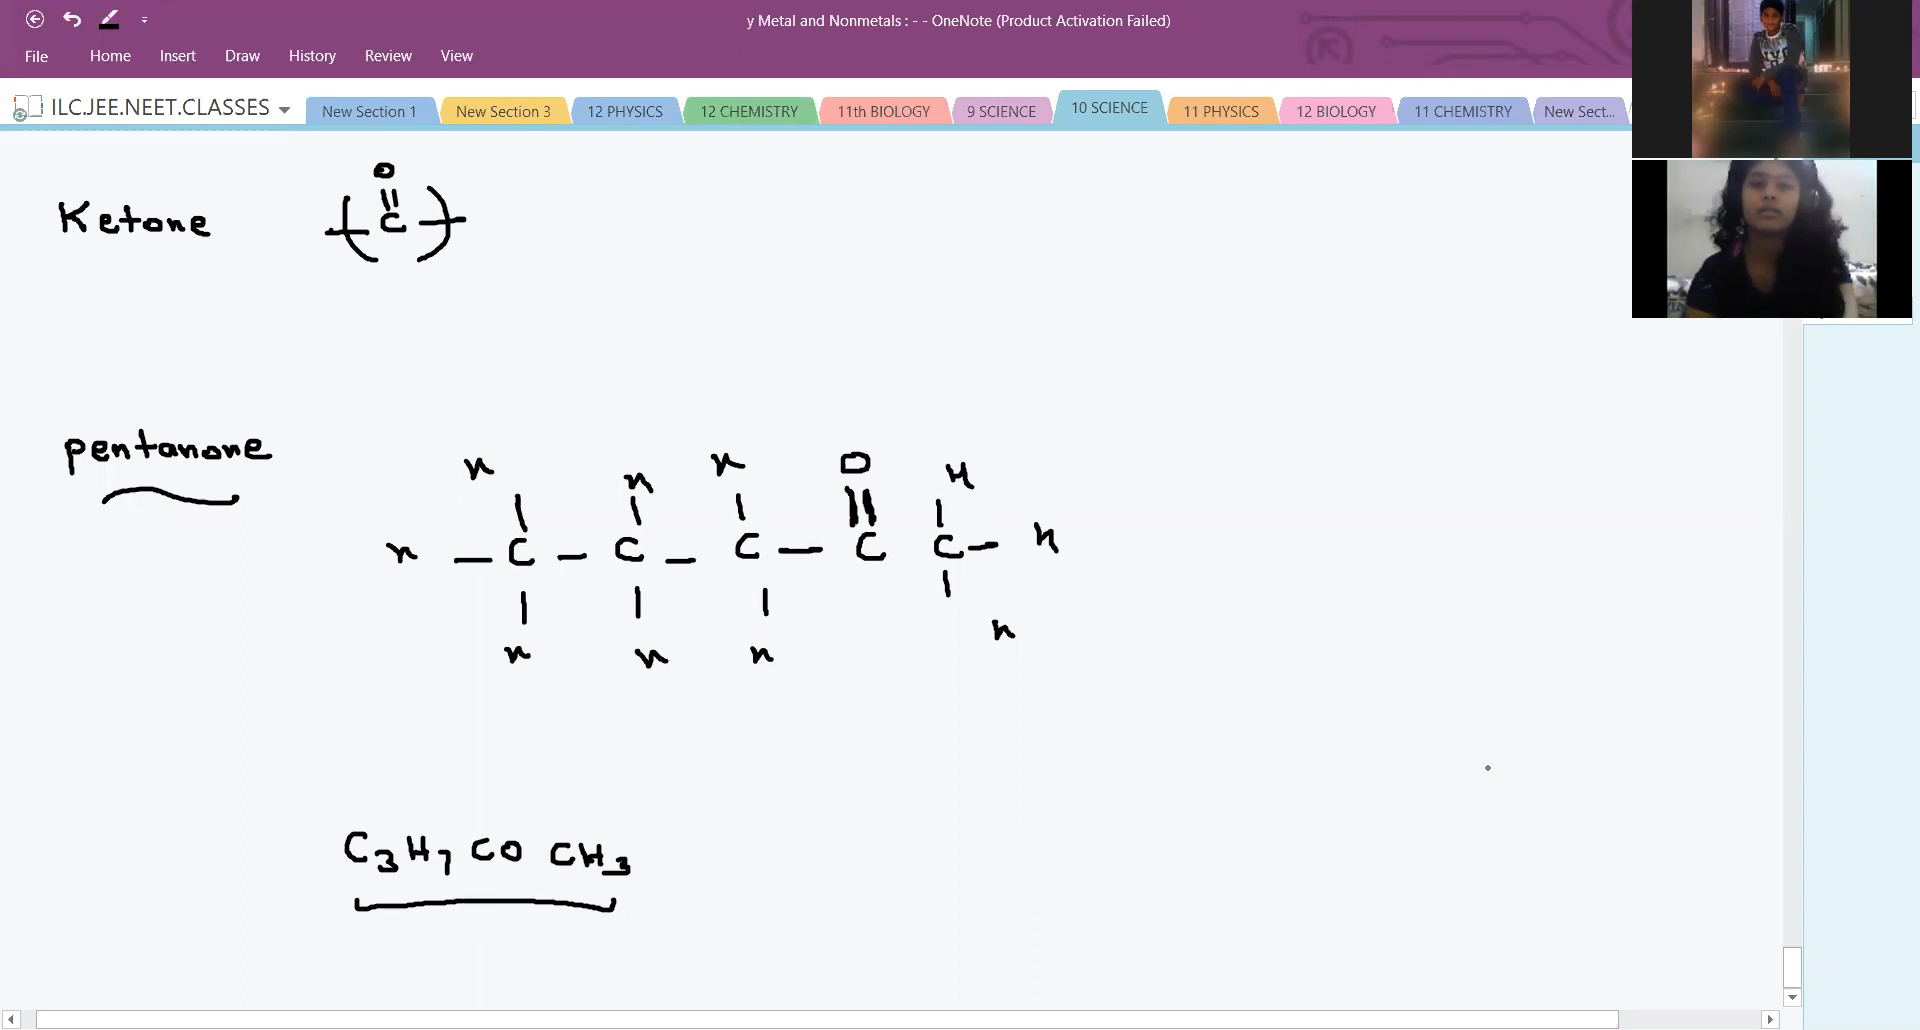 y Metal and Nonmetals : - - OneNote (Product Activation Failed)
File Home Insert Draw History Review View
ILC.JEE.NEET.CLASSES New Section 1 New Section 3 12 PHYSICS 12 CHEMISTRY 11th BIOLOGY 9 SCIENCE 10 SCIENCE 11 PHYSICS 12 BIOLOGY 11 CHEMISTRY New Sect...
O
Ketone (C)
pentanone
H H H O H
H — C — C — C — C C — H
H H H H
C3H7 CO CH3